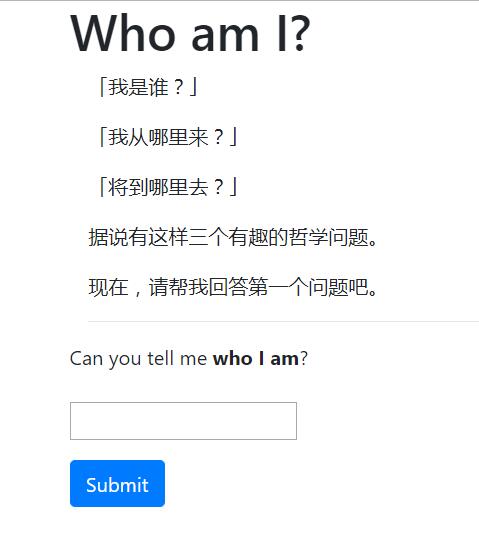 Who am I?
「我是谁？」
「我从哪里来？」
「将到哪里去？」
据说有这样三个有趣的哲学问题。
现在，请帮我回答第一个问题吧。
Can you tell me who I am?
Submit